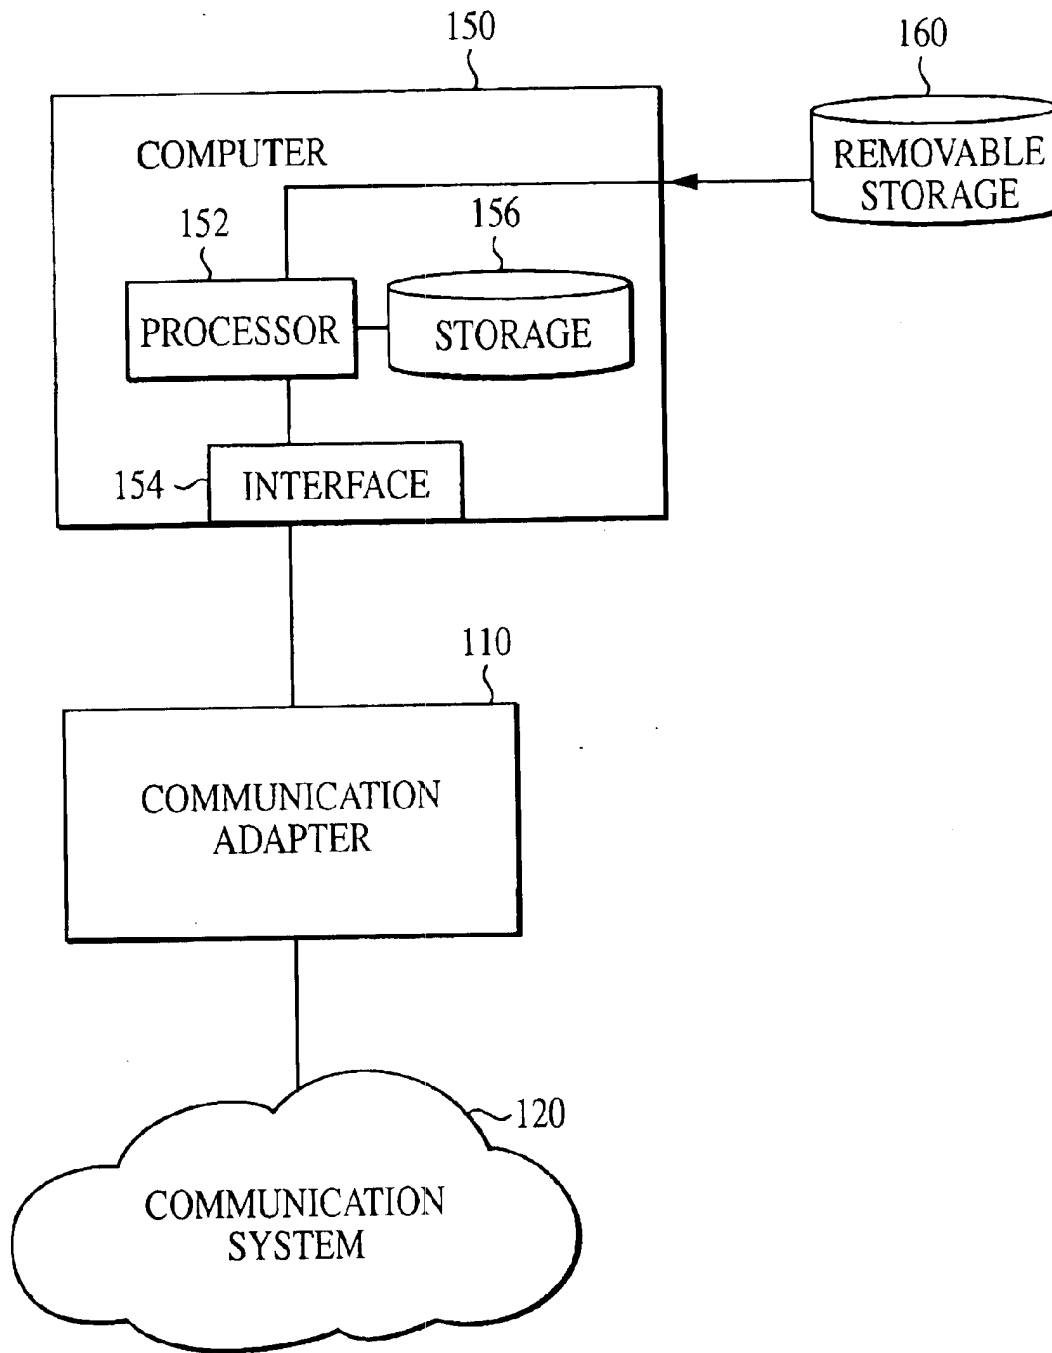 150
160
COMPUTER
REMOVABLE
STORAGE
152
156
PROCESSOR
STORAGE
154
INTERFACE
110
COMMUNICATION
ADAPTER
120
COMMUNICATION
SYSTEM